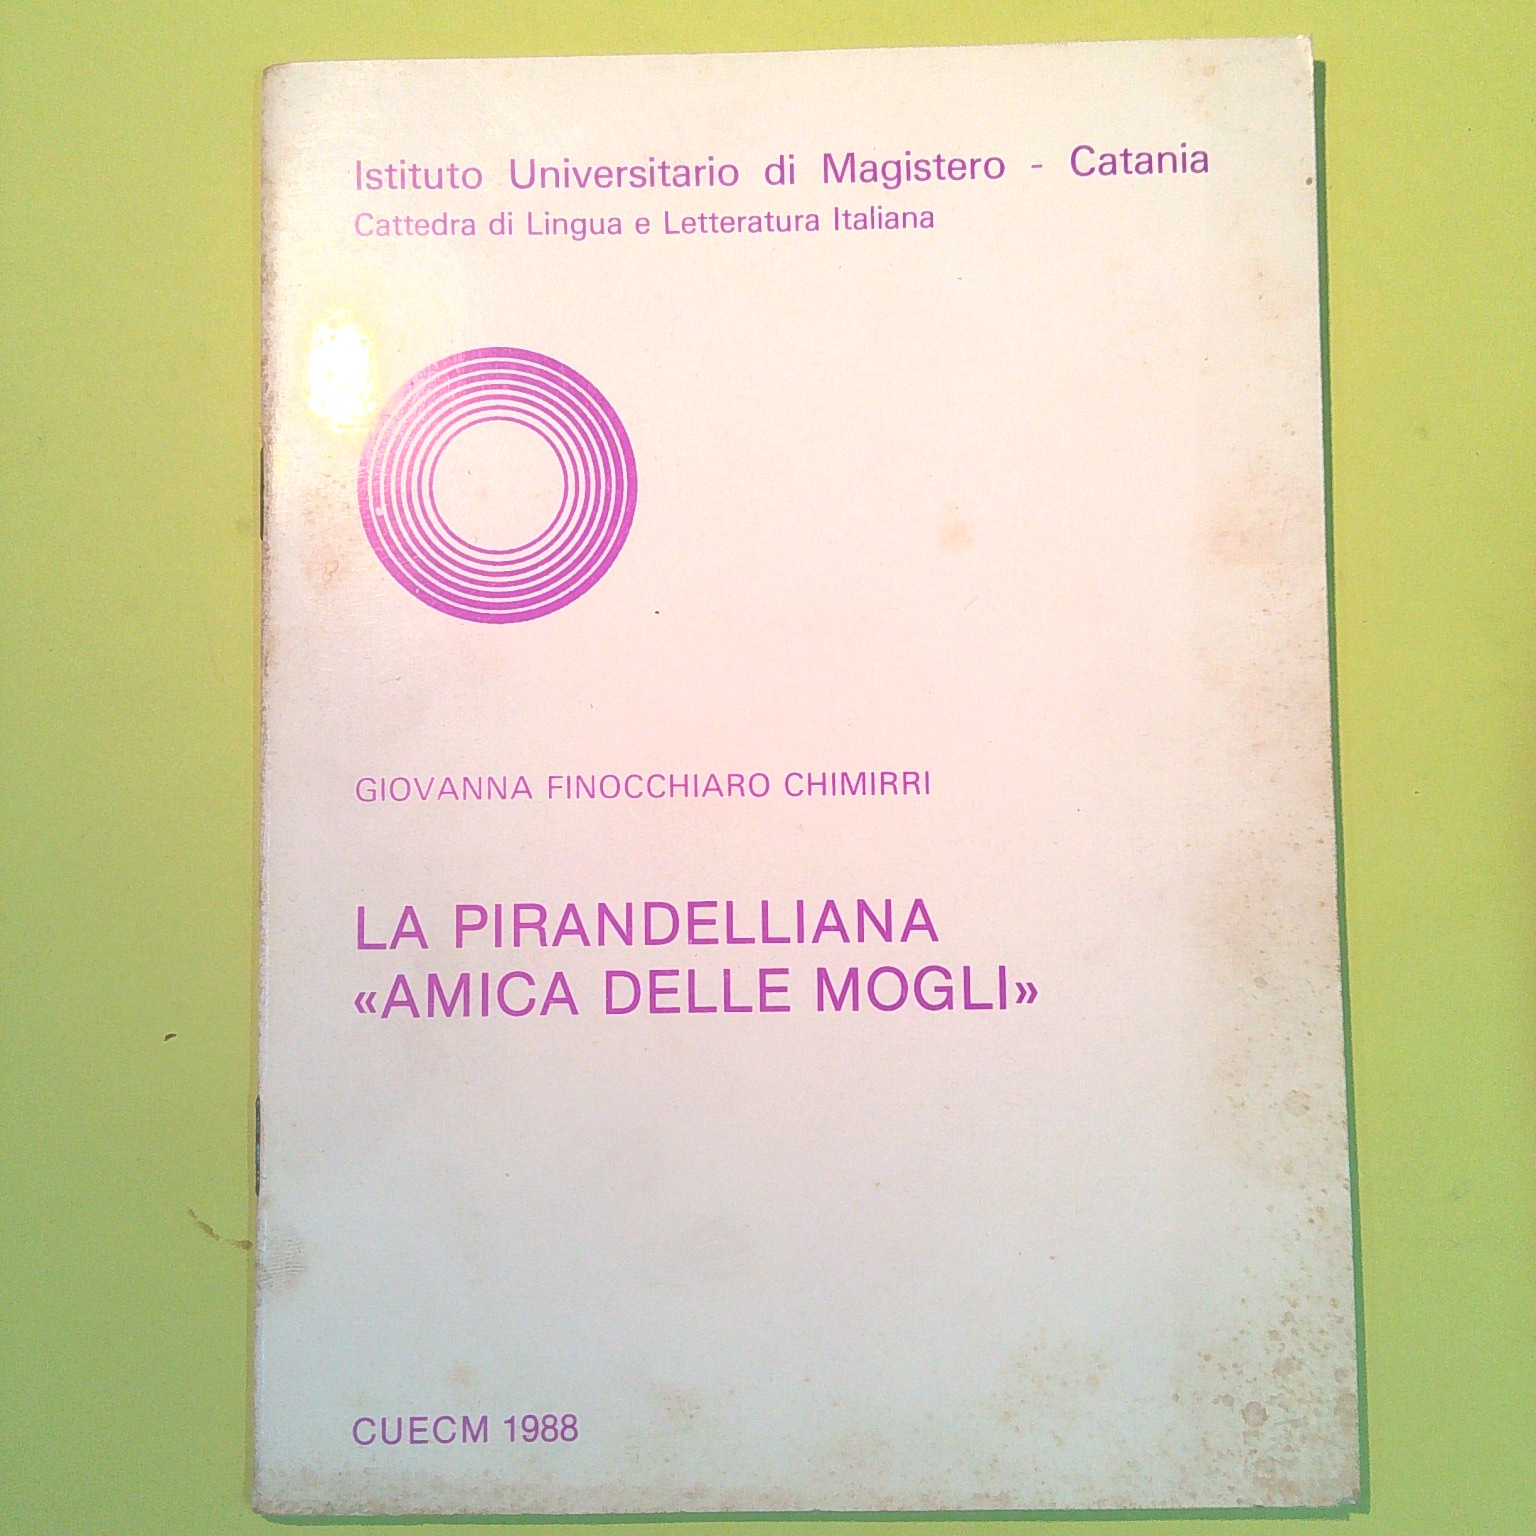 Istituto Universitario di Magistero - Catania
Cattedra di Lingua e Letteratura Italiana
GIOVANNA FINOCCHIARO CHIMIRRI
LA PIRANDELLIANA
«AMICA DELLE MOGLI»
CUECM 1988